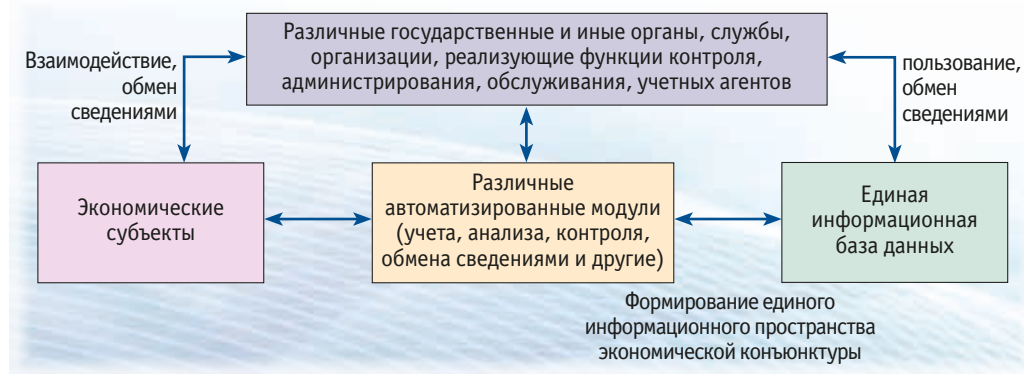 Различные государственные и иные органы, службы,
организации, реализующие функции контроля,
администрирования, обслуживания, учетных агентов
Взаимодействие,
обмен
сведениями
пользование,
обмен
сведениями
Экономические
субъекты
Различные
автоматизированные модули
(учета, анализа, контроля,
обмена сведениями и другие)
Единая
информационная
база данных
Формирование единого
информационного пространства
экономической конъюнктуры